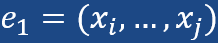 e₁ = (xᵢ, ..., xⱼ)